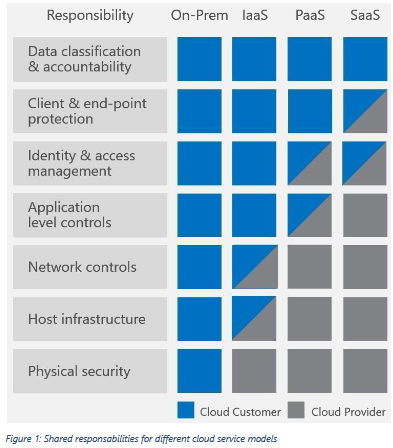 Responsibility On-Prem IaaS PaaS SaaS
Data classification
& accountability
Client & end-point
protection
Identity & access
management
Application
level controls
Network controls
Host infrastructure
Physical security
Cloud Customer Cloud Provider
Figure 1: Shared responsabilities for different cloud service models